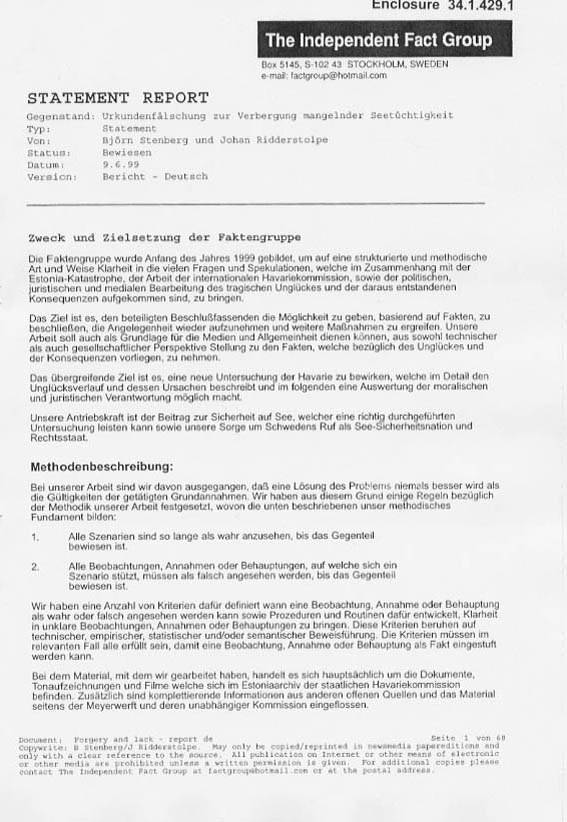 Enclosure 34.1.429.1
The Independent Fact Group
Box 5145, S-102 43 STOCKHOLM, SWEDEN
e-mail: factgroup@hotmail.com
STATEMENT REPORT
Gegenstand: Urkundenfälschung zur Verbergung mangelnder Seetüchtigkeit
Typ: Statement
Von: Björn Stenberg und Johan Ridderstolpe
Status: Bewiesen
Datum: 9.6.99
Version: Bericht - Deutsch
Zweck und Zielsetzung der Faktengruppe
Die Faktengruppe wurde Anfang des Jahres 1999 gebildet, um auf eine strukturierte und methodische
Art und Weise Klarheit in die vielen Fragen und Spekulationen, welche im Zusammenhang mit der
Estonia-Katastrophe, der Arbeit der internationalen Havariekommission, sowie der politischen,
juristischen und medialen Bearbeitung des tragischen Unglückes und der daraus entstandenen
Konsequenzen aufgekommen sind, zu bringen.
Das Ziel ist es, den beteiligten Beschlußfassenden die Möglichkeit zu geben, basierend auf Fakten, zu
beschließen, die Angelegenheit wieder aufzunehmen und weitere Maßnahmen zu ergreifen. Unsere
Arbeit soll auch als Grundlage für die Medien und Allgemeinheit dienen können, aus sowohl technischer
als auch gesellschaftlicher Perspektive Stellung zu den Fakten, welche bezüglich des Unglückes und
der Konsequenzen vorliegen, zu nehmen.
Das übergreifende Ziel ist es, eine neue Untersuchung der Havarie zu bewirken, welche im Detail den
Unglücksverlauf und dessen Ursachen beschreibt und im folgenden eine Auswertung der moralischen
und juristischen Verantwortung möglich macht.
Unsere Antriebskraft ist der Beitrag zur Sicherheit auf See, welcher eine richtig durchgeführten
Untersuchung leisten kann sowie unsere Sorge um Schwedens Ruf als See-Sicherheitsnation und
Rechtsstaat.
Methodenbeschreibung:
Bei unserer Arbeit sind wir davon ausgegangen, daß eine Lösung des Problems niemals besser wird als
die Gültigkeiten der getätigten Grundannahmen. Wir haben aus diesem Grund einige Regeln bezüglich
der Methodik unserer Arbeit festgesetzt, wovon die unten beschriebenen unser methodisches
Fundament bilden:
1. Alle Szenarien sind so lange als wahr anzusehen, bis das Gegenteil
bewiesen ist.
2. Alle Beobachtungen, Annahmen oder Behauptungen, auf welche sich ein
Szenario stützt, müssen als falsch angesehen werden, bis das Gegenteil
bewiesen ist.
Wir haben eine Anzahl von Kriterien dafür definiert wann eine Beobachtung, Annahme oder Behauptung
als wahr oder falsch angesehen werden kann sowie Prozeduren und Routinen dafür entwickelt, Klarheit
in unklare Beobachtungen, Annahmen oder Behauptungen zu bringen. Diese Kriterien beruhen auf
technischer, empirischer, statistischer und/oder semantischer Beweisführung. Die Kriterien müssen im
relevanten Fall alle erfüllt sein, damit eine Beobachtung, Annahme oder Behauptung als Fakt eingestuft
werden kann.
Bei dem Material, mit dem wir gearbeitet haben, handelt es sich hauptsächlich um die Dokumente,
Tonaufzeichnungen und Filme welche sich im Estoniaarchiv der staatlichen Havariekommission
befinden. Zusätzlich sind komplettierende Informationen aus anderen offenen Quellen und das Material
seitens der Meyerwerft und deren unabhängiger Kommission eingeflossen.
Document: Forgery and lack - report de Seite 1 von 68
Copywrite: B Stenberg/J Ridderstolpe. May only be copied/reprinted in newsmedia papereditions and
only with a clear reference to the source. All publication on Internet or other means of electronic
or other media are prohibited unless a written permission is given. For additional copies please
contact The Independent Fact Group at factgroup@hotmail.com or at the postal address.